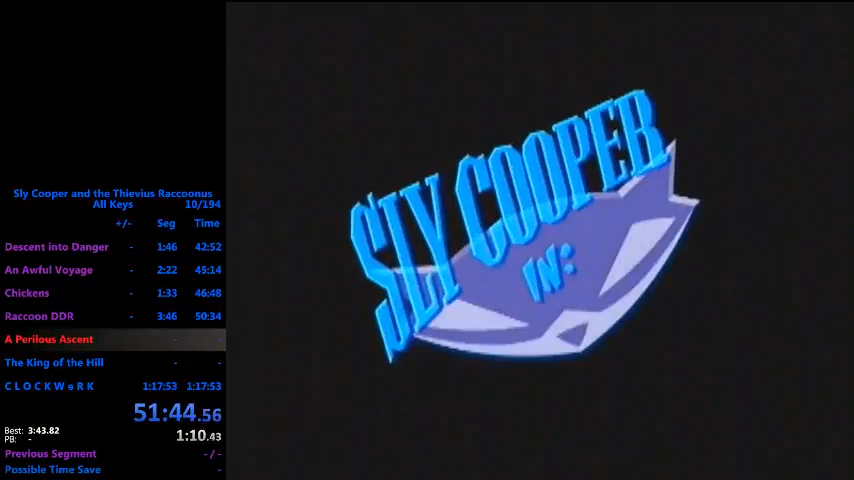 Sly Cooper and the Thievius Raccoonus
All Keys 10/194
+/- Seg Time
Descent into Danger - 1:46 42:52
An Awful Voyage - 2:22 45:14
Chickens - 1:33 46:48
Raccoon DDR - 3:46 50:34
A Perilous Ascent - -
The King of the Hill - -
C L O C K W e R K 1:17:53 1:17:53
51:44.56
Best: 3:43.82
PB: -
1:10.43
Previous Segment - / -
Possible Time Save -
SLY COOPER
IN: